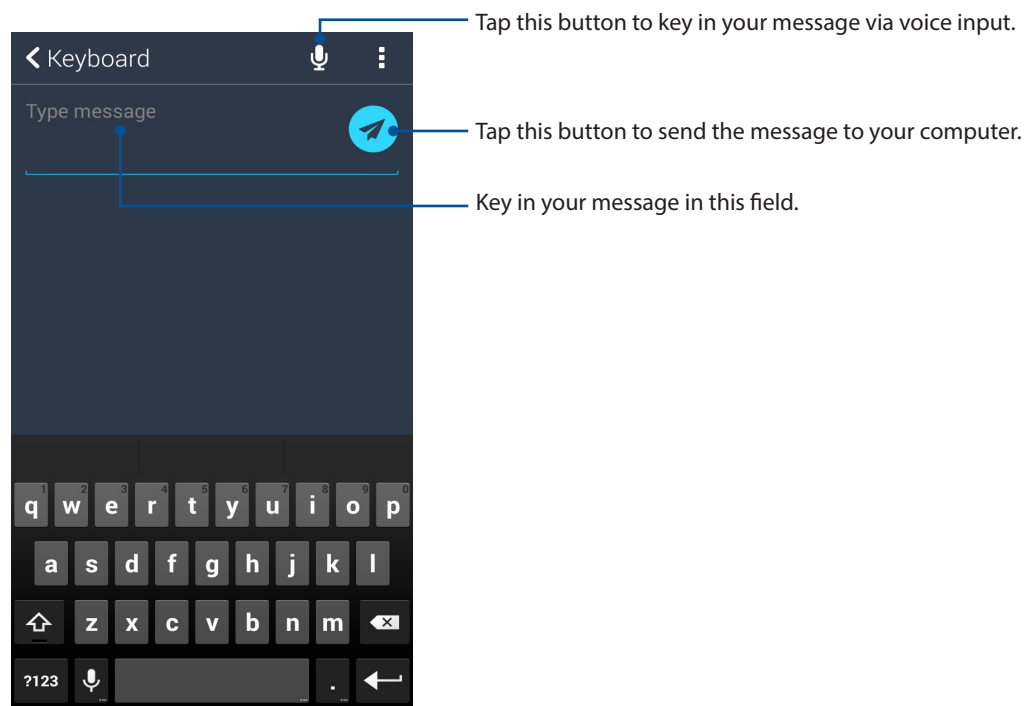 Tap this button to key in your message via voice input.
Keyboard
Type message
Tap this button to send the message to your computer.
Key in your message in this field.
1 2 3 4 5 6 7 8 9 0
q w e r t y u i o p
a s d f g h j k l
z x c v b n m
?123 ... ... . ...